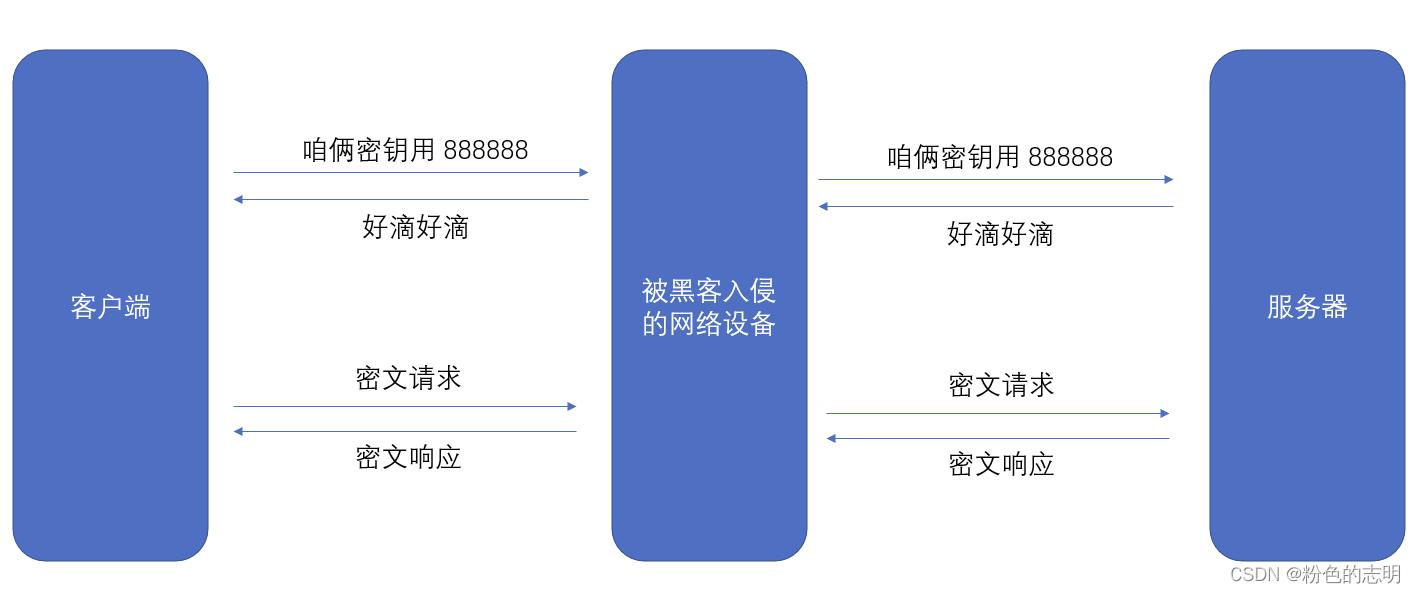 咱俩密钥用 888888
咱俩密钥用 888888
好滴好滴
好滴好滴
客户端
被黑客入侵
的网络设备
服务器
密文请求
密文请求
密文响应
密文响应
CSDN @粉色的志明